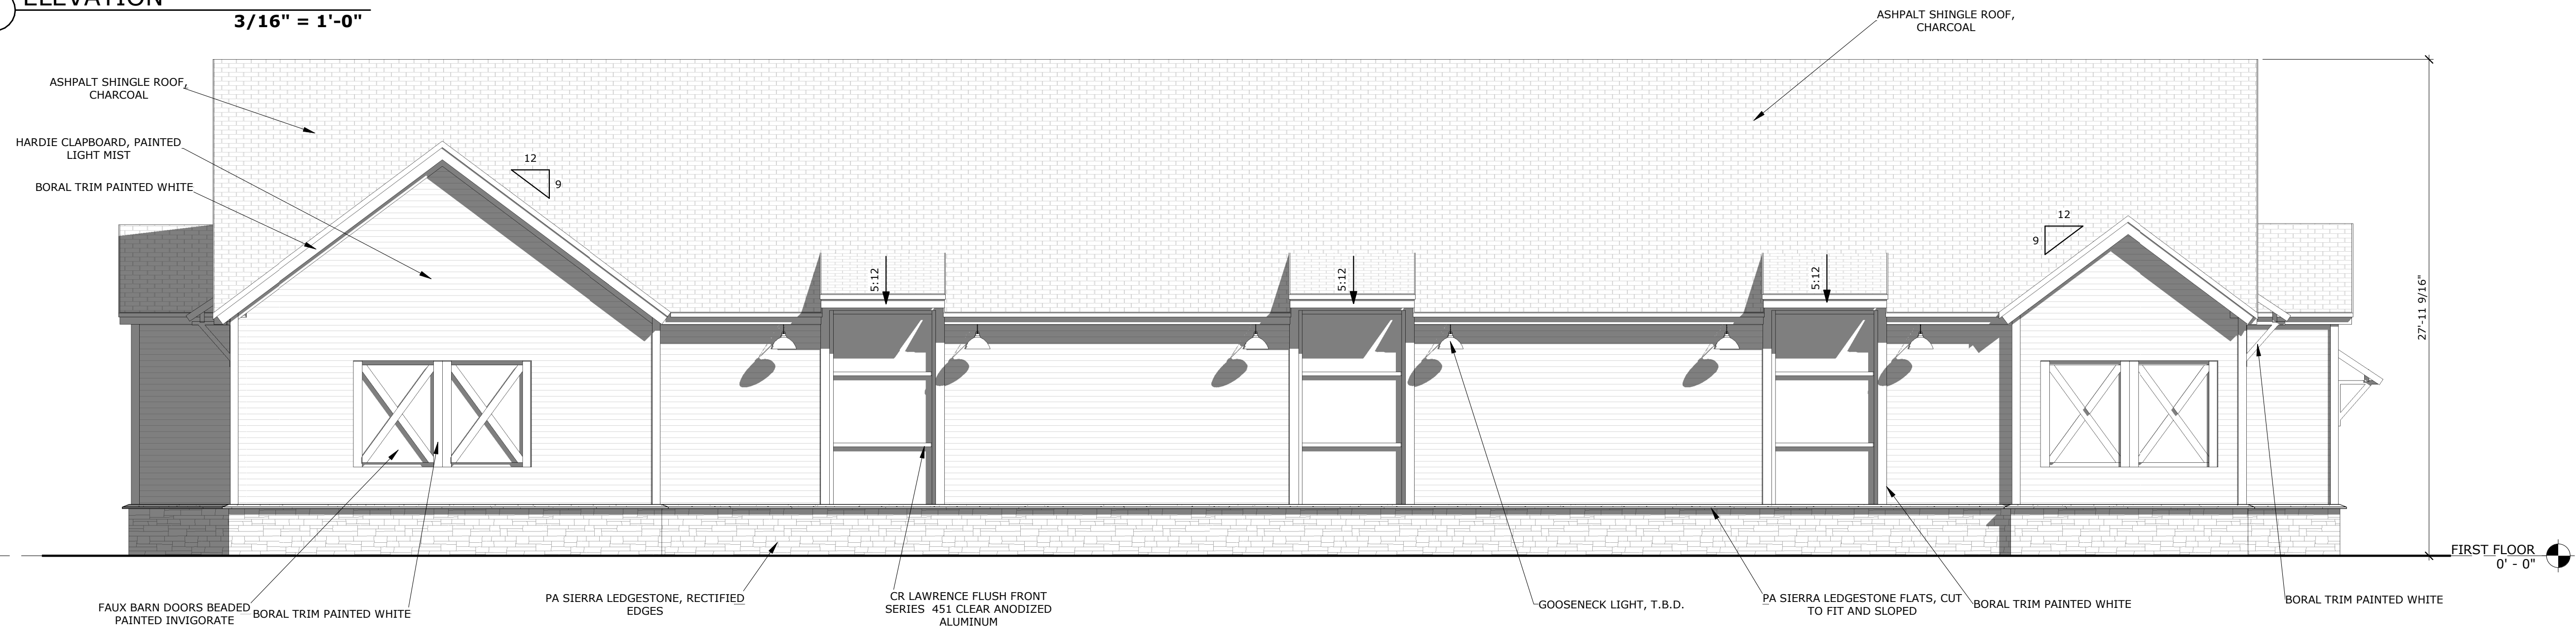 ELEVATION
3/16" = 1'-0"
ASHPALT SHINGLE ROOF,
CHARCOAL
ASHPALT SHINGLE ROOF,
CHARCOAL
HARDIE CLAPBOARD, PAINTED
LIGHT MIST
BORAL TRIM PAINTED WHITE
12
9
12
9
5:12
5:12
5:12
27'-11 9/16"
FIRST FLOOR
0' - 0"
FAUX BARN DOORS BEADED
PAINTED INVIGORATE
BORAL TRIM PAINTED WHITE
PA SIERRA LEDGESTONE, RECTIFIED
EDGES
CR LAWRENCE FLUSH FRONT
SERIES 451 CLEAR ANODIZED
ALUMINUM
GOOSENECK LIGHT, T.B.D.
PA SIERRA LEDGESTONE FLATS, CUT
TO FIT AND SLOPED
BORAL TRIM PAINTED WHITE
BORAL TRIM PAINTED WHITE